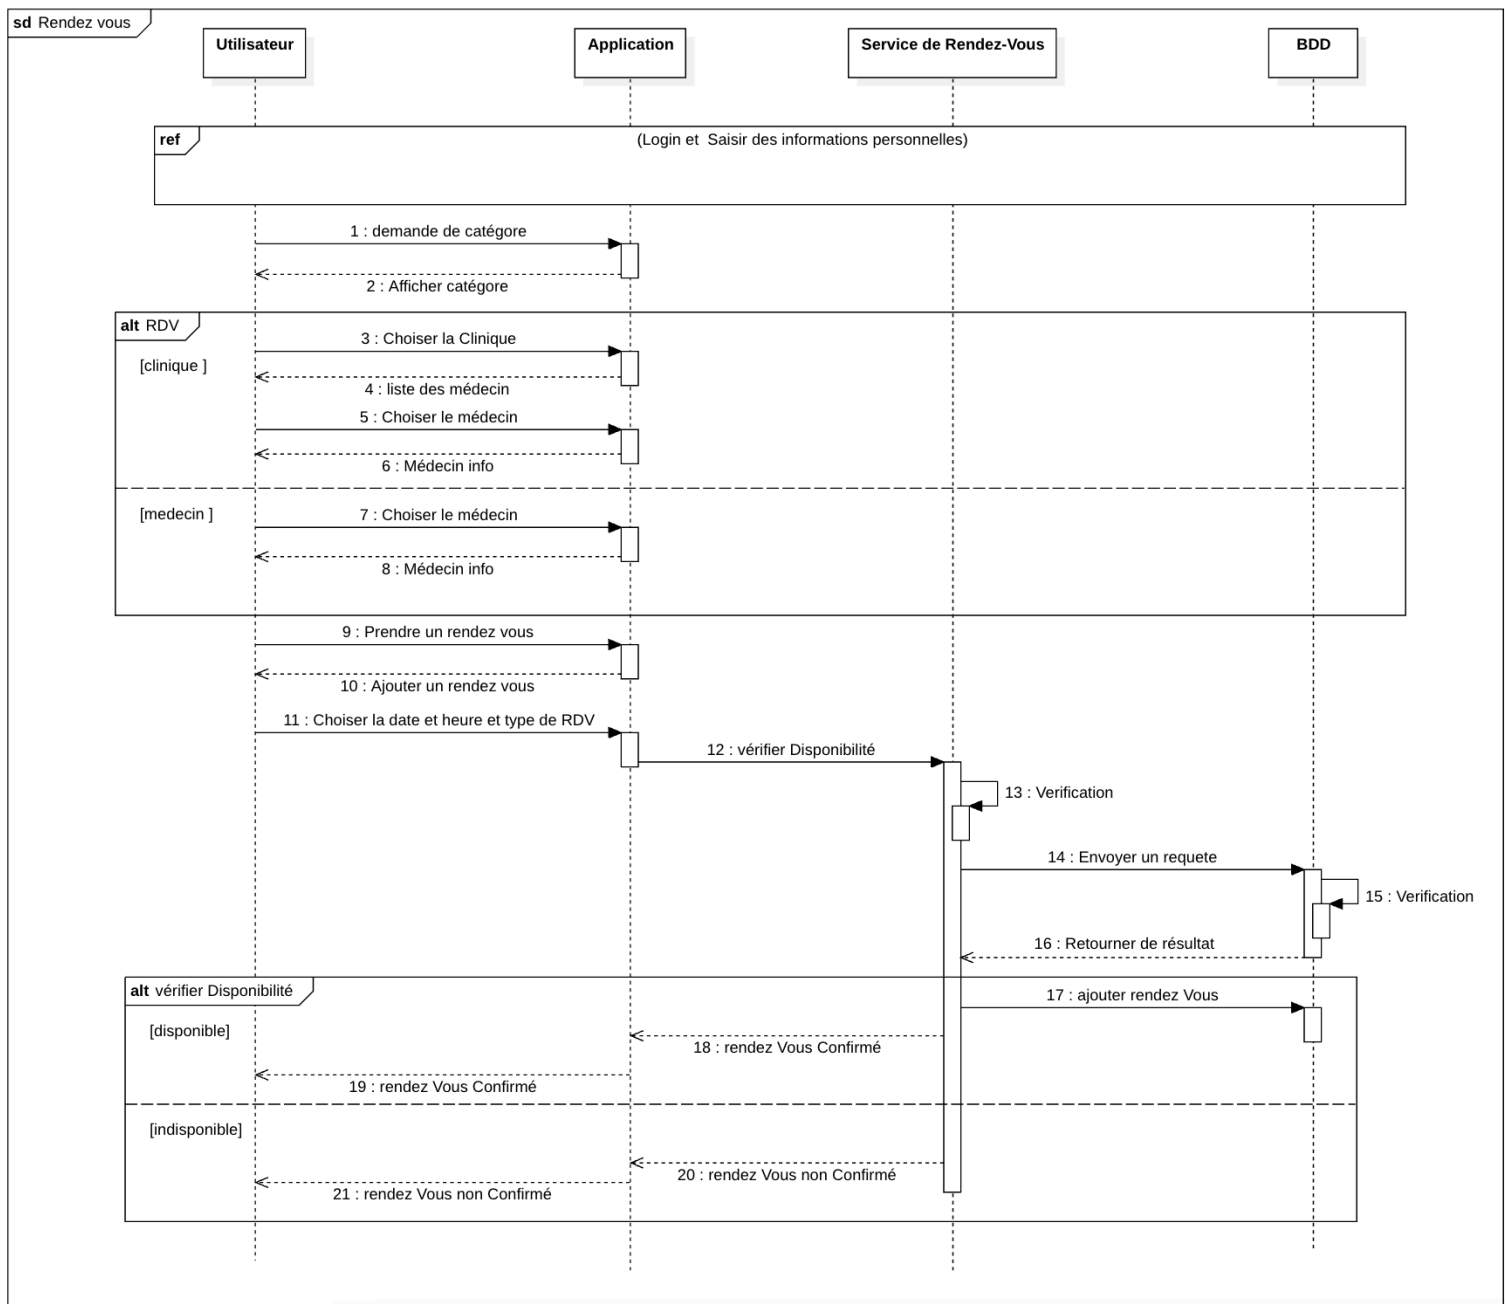 sd Rendez vous
Utilisateur
Application
Service de Rendez-Vous
BDD
ref
(Login et  Saisir des informations personnelles)
1 : demande de catégore
2 : Afficher catégore
alt RDV
3 : Choiser la Clinique
[clinique ]
4 : liste des médecin
5 : Choiser le médecin
6 : Médecin info
[medecin ]
7 : Choiser le médecin
8 : Médecin info
9 : Prendre un rendez vous
10 : Ajouter un rendez vous
11 : Choiser la date et heure et type de RDV
12 : vérifier Disponibilité
13 : Verification
14 : Envoyer un requete
15 : Verification
16 : Retourner de résultat
alt vérifier Disponibilité
17 : ajouter rendez Vous
[disponible]
18 : rendez Vous Confirmé
19 : rendez Vous Confirmé
[indisponible]
20 : rendez Vous non Confirmé
21 : rendez Vous non Confirmé